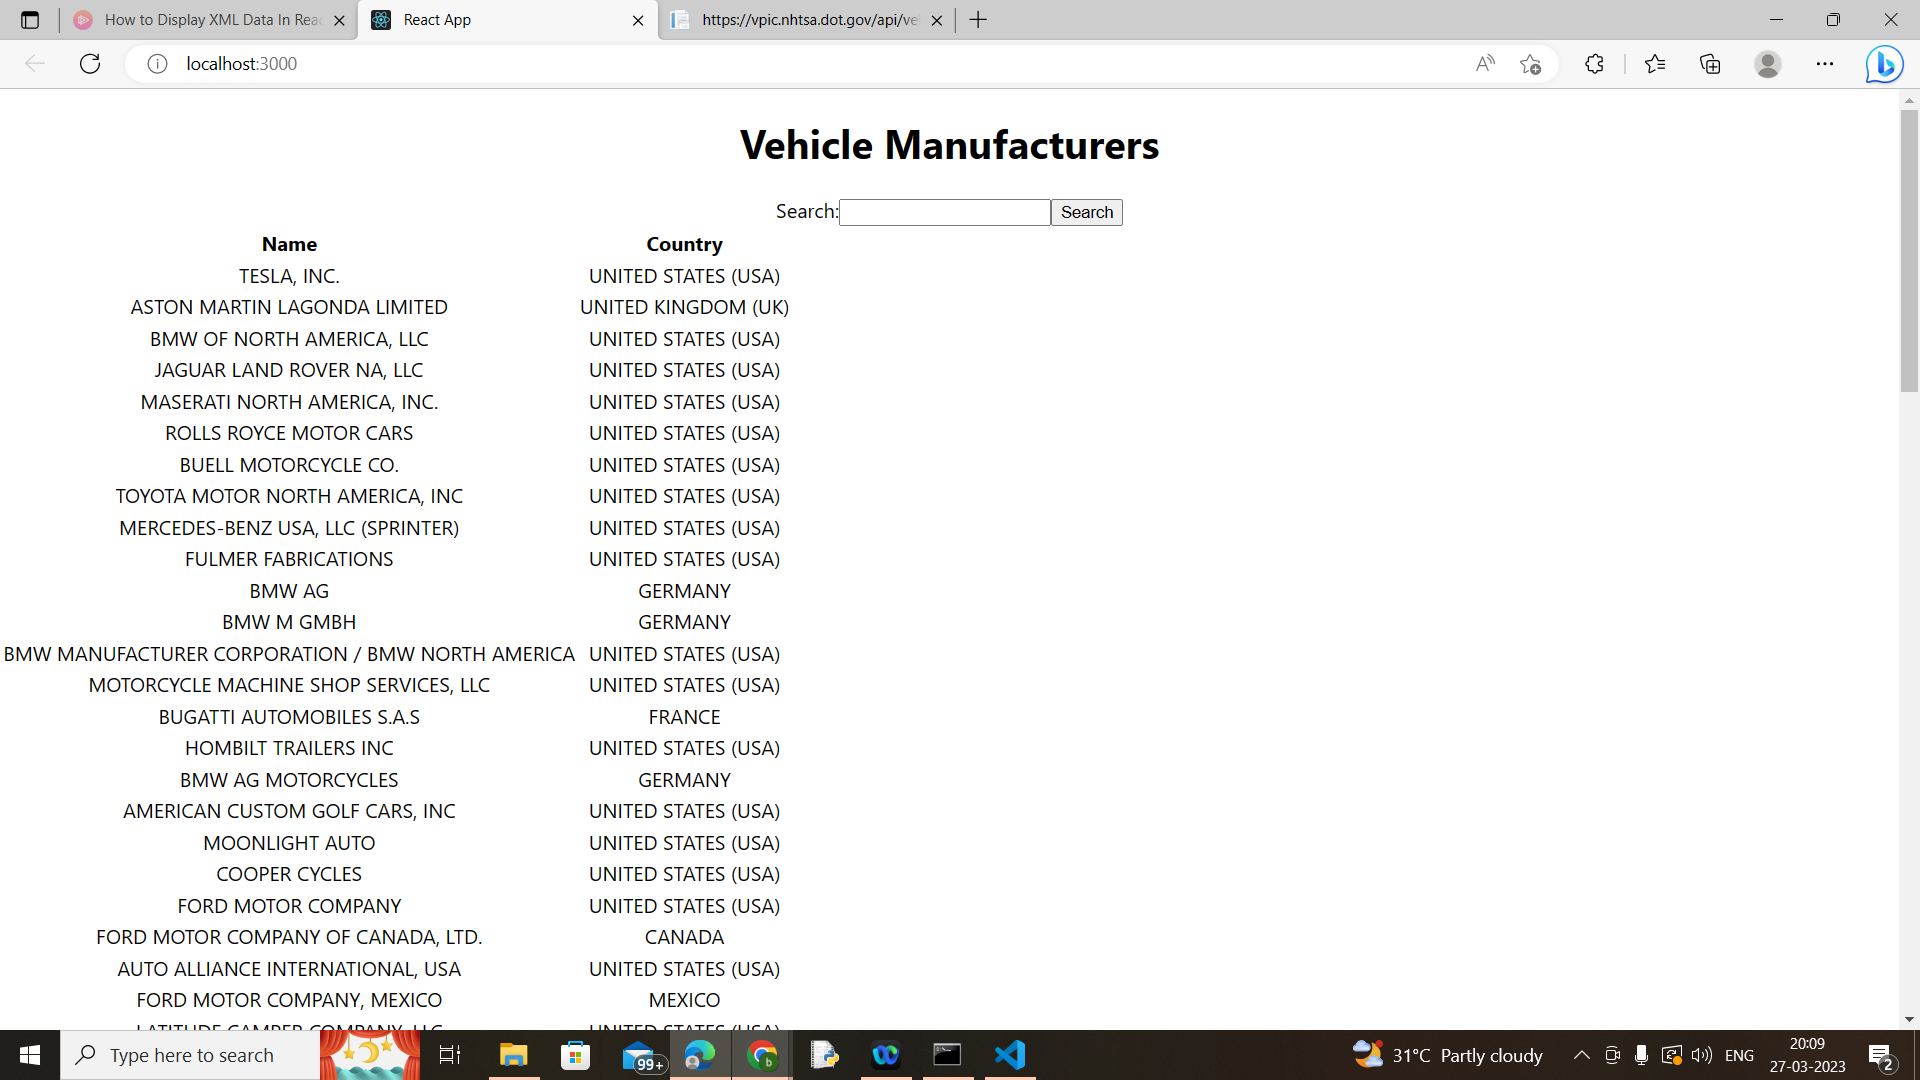 How to Display XML Data In Reac
React App
https://vpic.nhtsa.dot.gov/api/ve
localhost:3000
Vehicle Manufacturers
Search: Search
Name Country
TESLA, INC. UNITED STATES (USA)
ASTON MARTIN LAGONDA LIMITED UNITED KINGDOM (UK)
BMW OF NORTH AMERICA, LLC UNITED STATES (USA)
JAGUAR LAND ROVER NA, LLC UNITED STATES (USA)
MASERATI NORTH AMERICA, INC. UNITED STATES (USA)
ROLLS ROYCE MOTOR CARS UNITED STATES (USA)
BUELL MOTORCYCLE CO. UNITED STATES (USA)
TOYOTA MOTOR NORTH AMERICA, INC UNITED STATES (USA)
MERCEDES-BENZ USA, LLC (SPRINTER) UNITED STATES (USA)
FULMER FABRICATIONS UNITED STATES (USA)
BMW AG GERMANY
BMW M GMBH GERMANY
BMW MANUFACTURER CORPORATION / BMW NORTH AMERICA UNITED STATES (USA)
MOTORCYCLE MACHINE SHOP SERVICES, LLC UNITED STATES (USA)
BUGATTI AUTOMOBILES S.A.S FRANCE
HOMBILT TRAILERS INC UNITED STATES (USA)
BMW AG MOTORCYCLES GERMANY
AMERICAN CUSTOM GOLF CARS, INC UNITED STATES (USA)
MOONLIGHT AUTO UNITED STATES (USA)
COOPER CYCLES UNITED STATES (USA)
FORD MOTOR COMPANY UNITED STATES (USA)
FORD MOTOR COMPANY OF CANADA, LTD. CANADA
AUTO ALLIANCE INTERNATIONAL, USA UNITED STATES (USA)
FORD MOTOR COMPANY, MEXICO MEXICO
LATITUDE CAMPER COMPANY, LLC UNITED STATES (USA)
Type here to search
99+
31°C Partly cloudy
ENG
20:09
27-03-2023
2